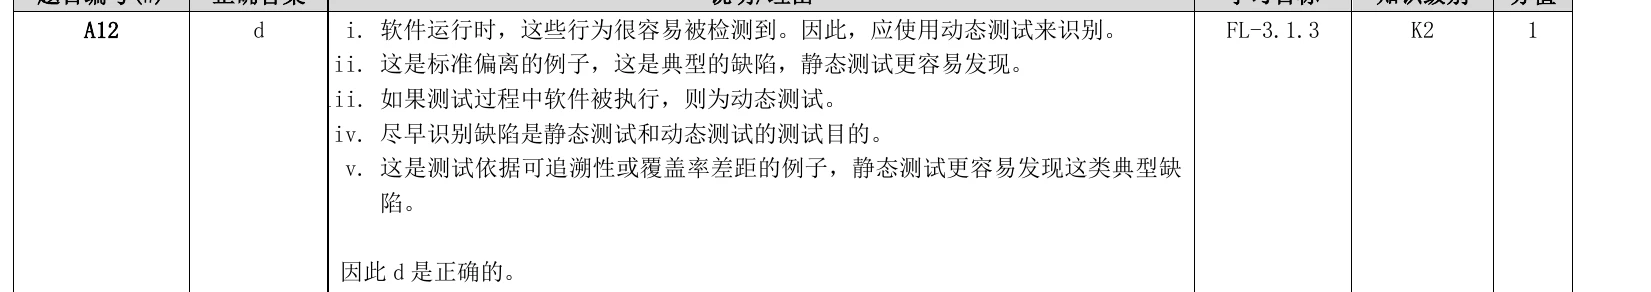 A12 d i. 软件运行时，这些行为很容易被检测到。因此，应使用动态测试来识别。 FL-3.1.3 K2 1
ii. 这是标准偏离的例子，这是典型的缺陷，静态测试更容易发现。
iii. 如果测试过程中软件被执行，则为动态测试。
iv. 尽早识别缺陷是静态测试和动态测试的测试目的。
v. 这是测试依据可追溯性或覆盖率差距的例子，静态测试更容易发现这类典型缺
陷。
因此 d 是正确的。